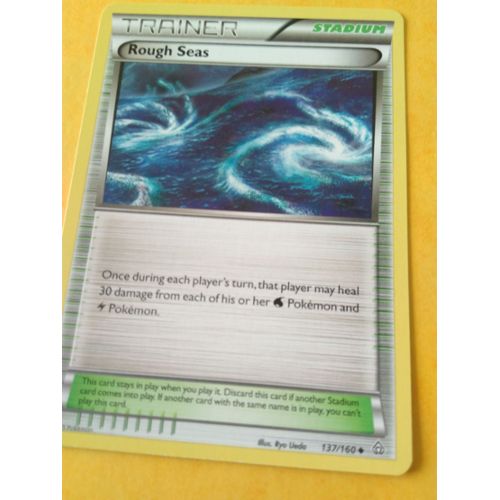 TRAINER STADIUM
Rough Seas
Once during each player's turn, that player may heal
30 damage from each of his or her Pokémon and
Pokémon.
This card stays in play when you play it. Discard this card if another Stadium
card comes into play. If another card with the same name is in play, you can't
play this card.
Illus. Ryo Ueda 137/160